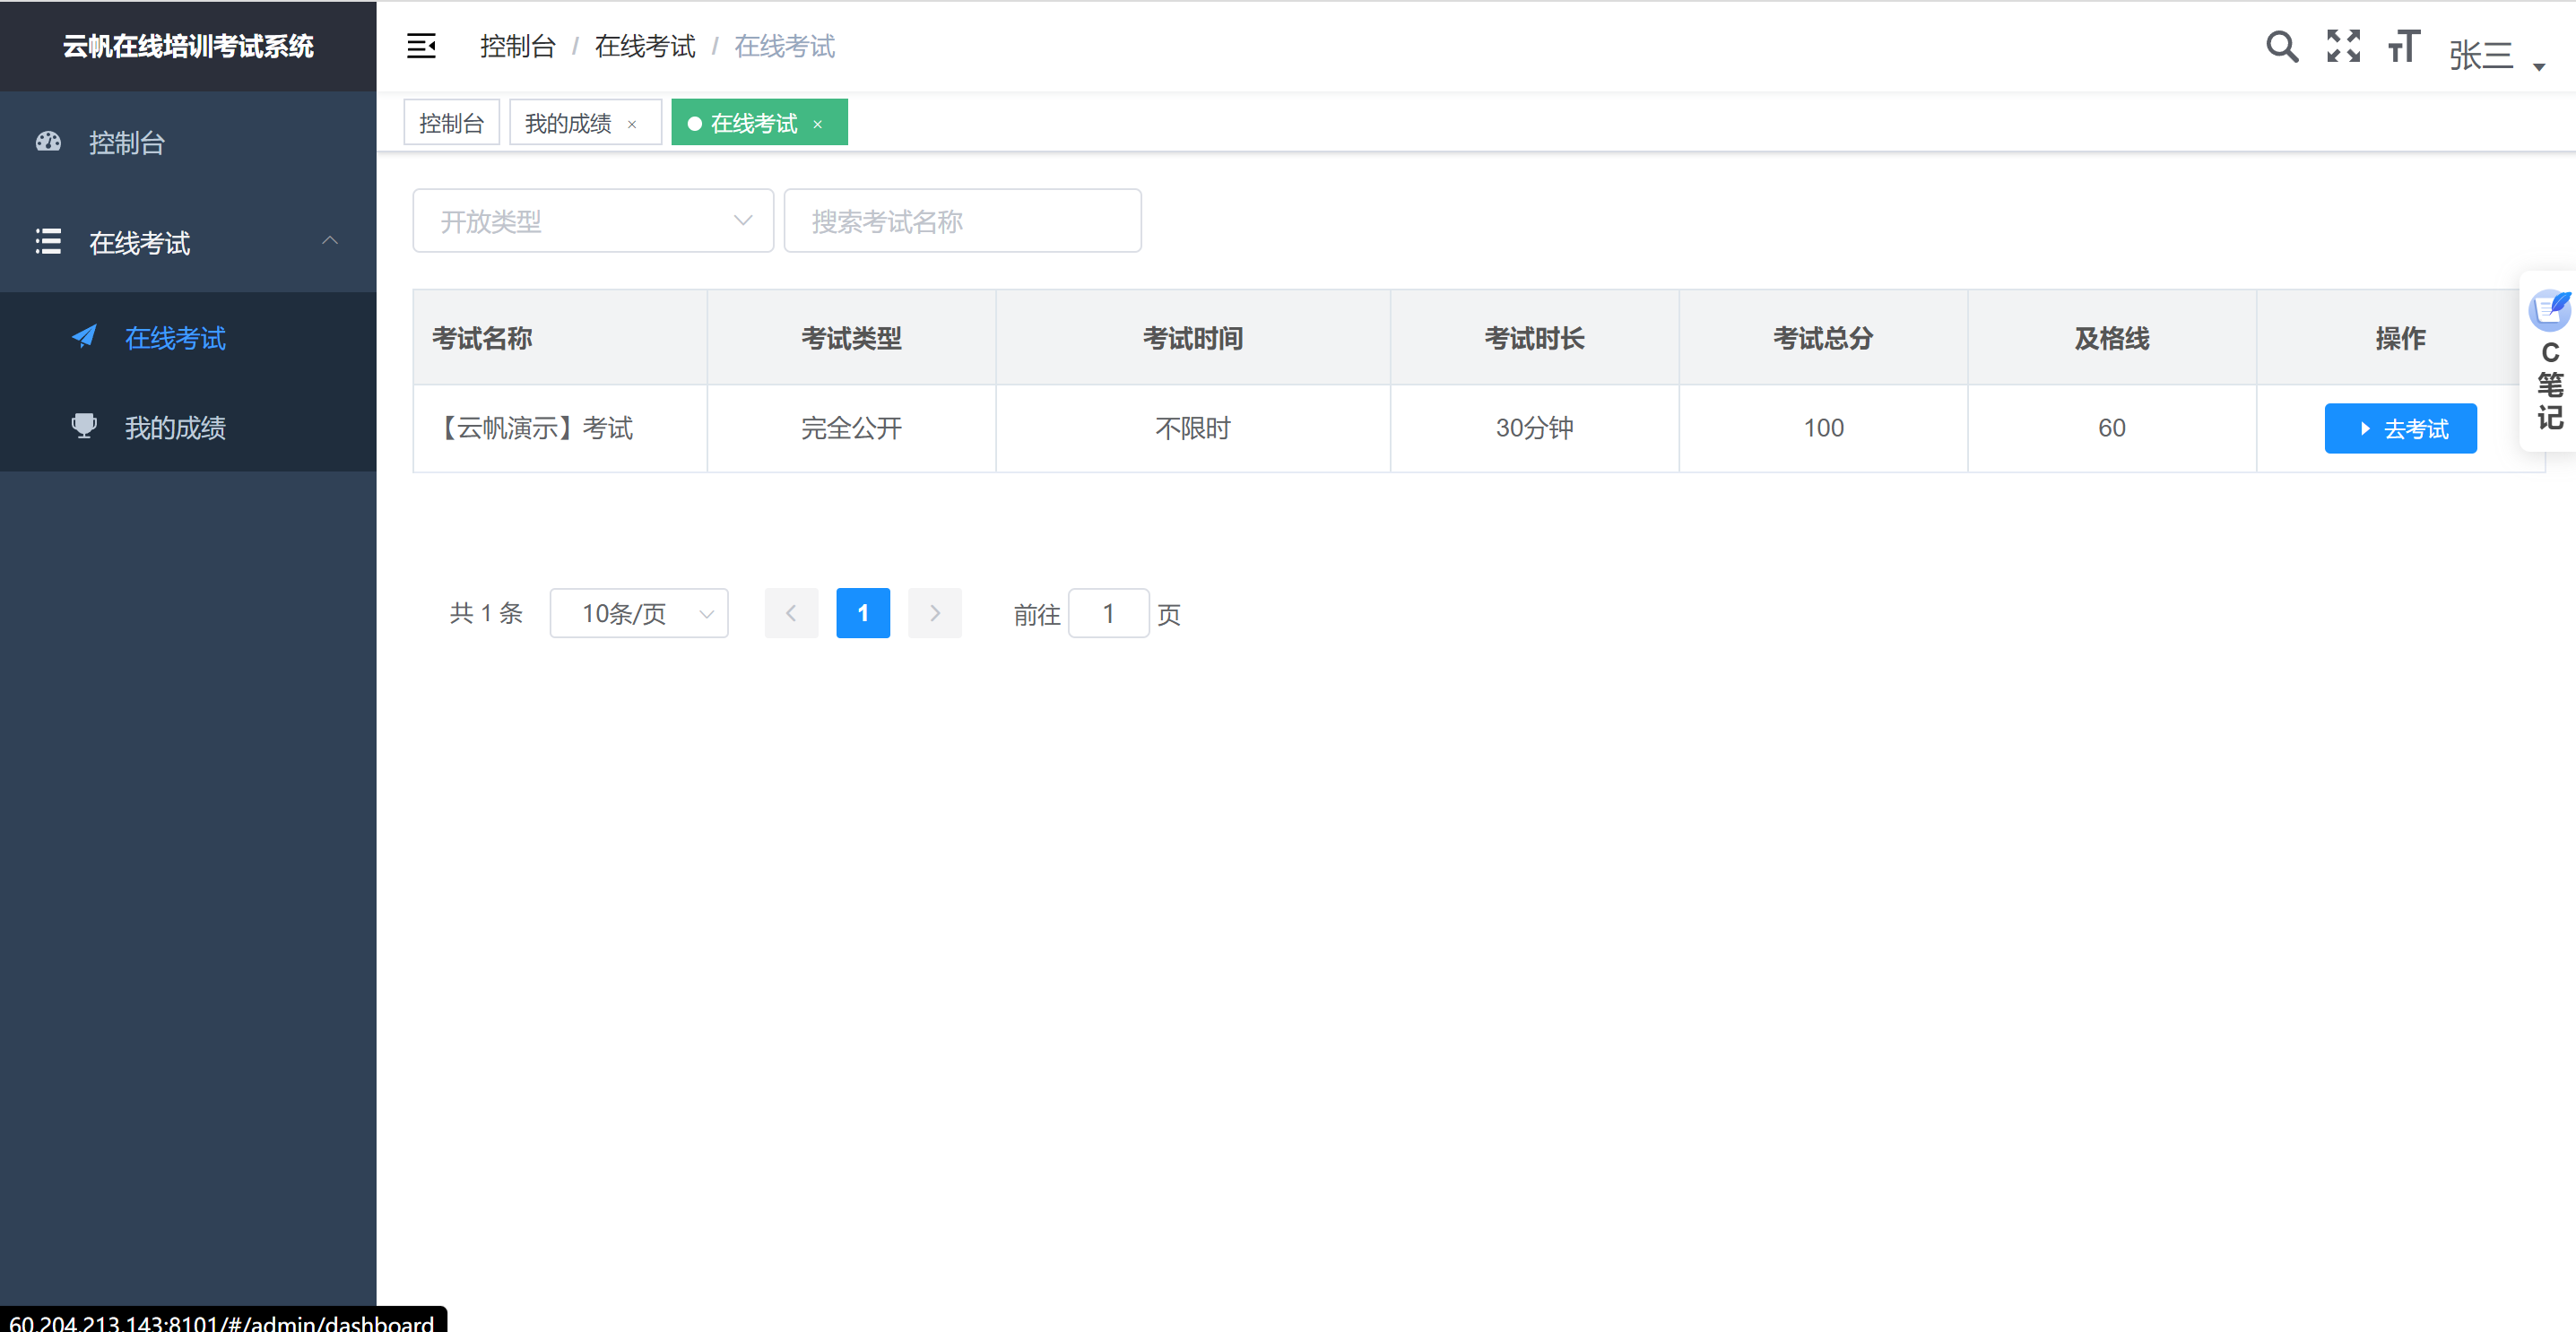 云帆在线培训考试系统
控制台 / 在线考试 / 在线考试
张三
控制台
我的成绩 ×
在线考试 ×
控制台
在线考试
在线考试
我的成绩
开放类型
搜索考试名称
考试名称 考试类型 考试时间 考试时长 考试总分 及格线 操作
【云帆演示】考试 完全公开 不限时 30分钟 100 60 去考试
C
笔
记
共 1 条 10条/页 1 前往 1 页
60.204.213.143:8101/#/admin/dashboard